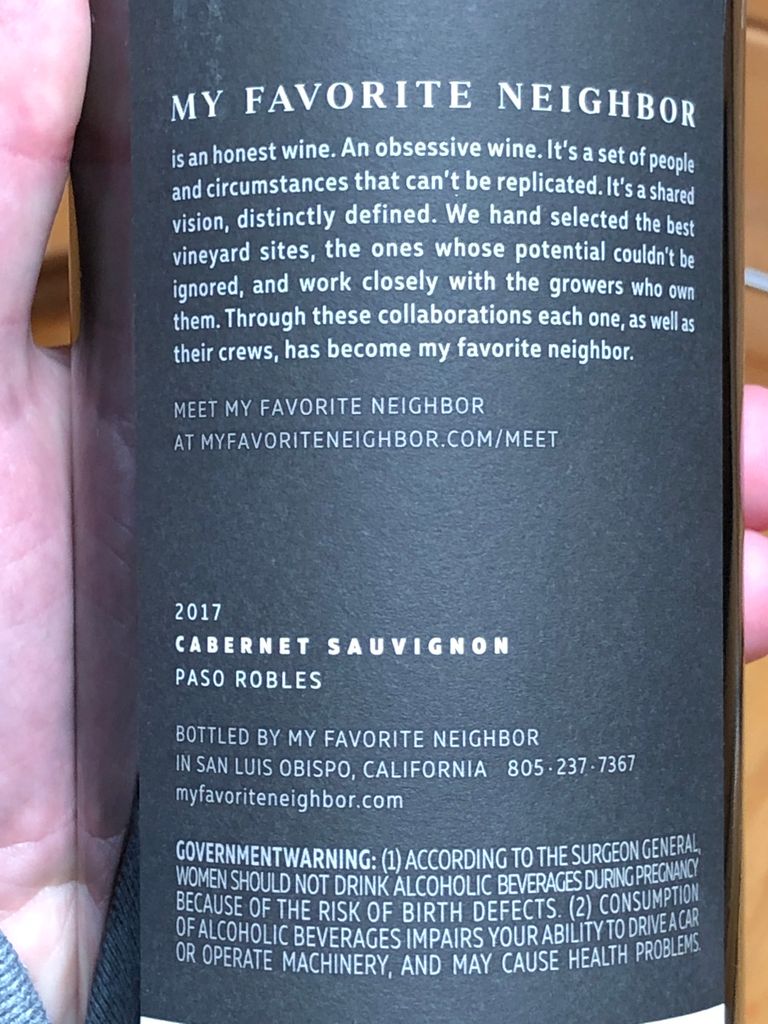 MY FAVORITE NEIGHBOR
is an honest wine. An obsessive wine. It's a set of people
and circumstances that can't be replicated. It's a shared
vision, distinctly defined. We hand selected the best
vineyard sites, the ones whose potential couldn't be
ignored, and work closely with the growers who own
them. Through these collaborations each one, as well as
their crews, has become my favorite neighbor.
MEET MY FAVORITE NEIGHBOR
AT MYFAVORITENEIGHBOR.COM/MEET
2017
CABERNET SAUVIGNON
PASO ROBLES
BOTTLED BY MY FAVORITE NEIGHBOR
IN SAN LUIS OBISPO, CALIFORNIA 805·237·7367
myfavoriteneighbor.com
GOVERNMENT WARNING: (1) ACCORDING TO THE SURGEON GENERAL,
WOMEN SHOULD NOT DRINK ALCOHOLIC BEVERAGES DURING PREGNANCY
BECAUSE OF THE RISK OF BIRTH DEFECTS. (2) CONSUMPTION
OF ALCOHOLIC BEVERAGES IMPAIRS YOUR ABILITY TO DRIVE A CAR
OR OPERATE MACHINERY, AND MAY CAUSE HEALTH PROBLEMS.